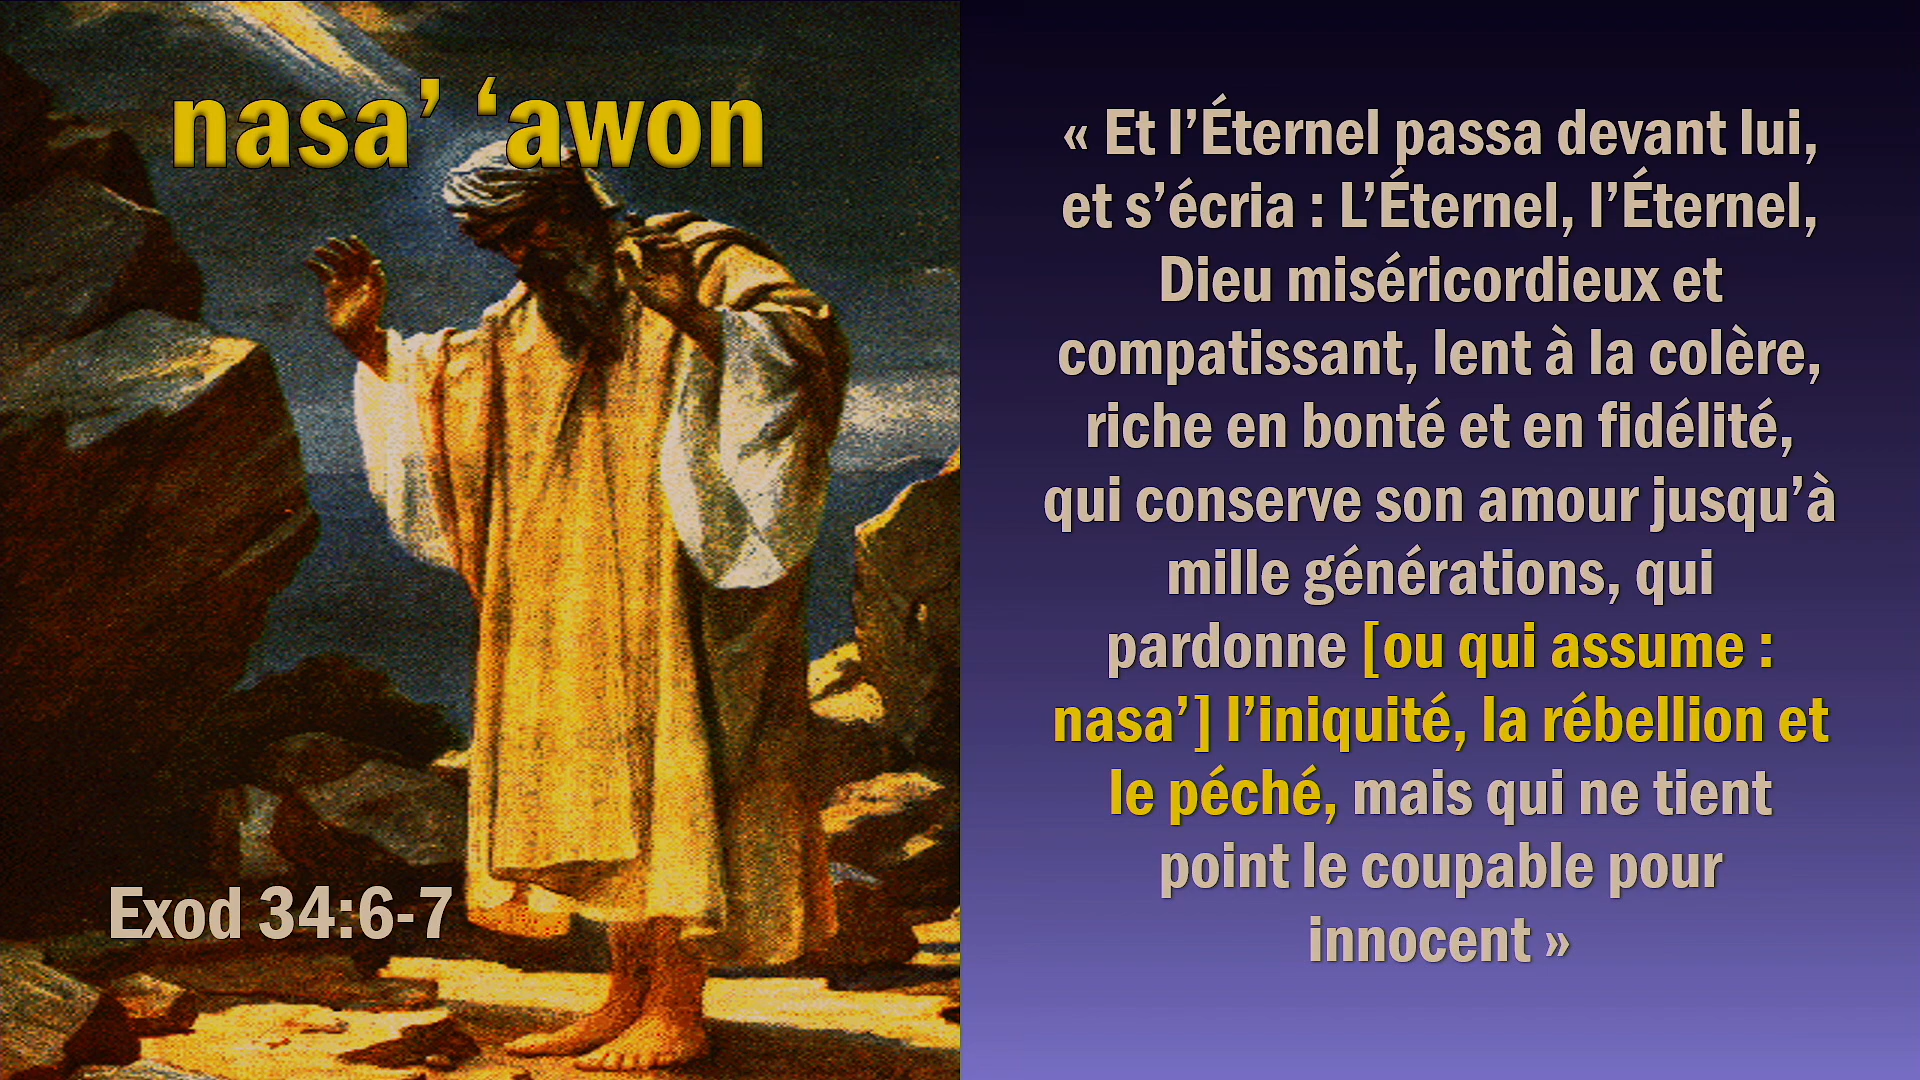 nasa’ ‘awon
Exod 34:6-7
« Et l’Éternel passa devant lui,
et s’écria : L’Éternel, l’Éternel,
Dieu miséricordieux et
compatissant, lent à la colère,
riche en bonté et en fidélité,
qui conserve son amour jusqu’à
mille générations, qui
pardonne [ou qui assume :
nasa’] l’iniquité, la rébellion et
le péché, mais qui ne tient
point le coupable pour
innocent »